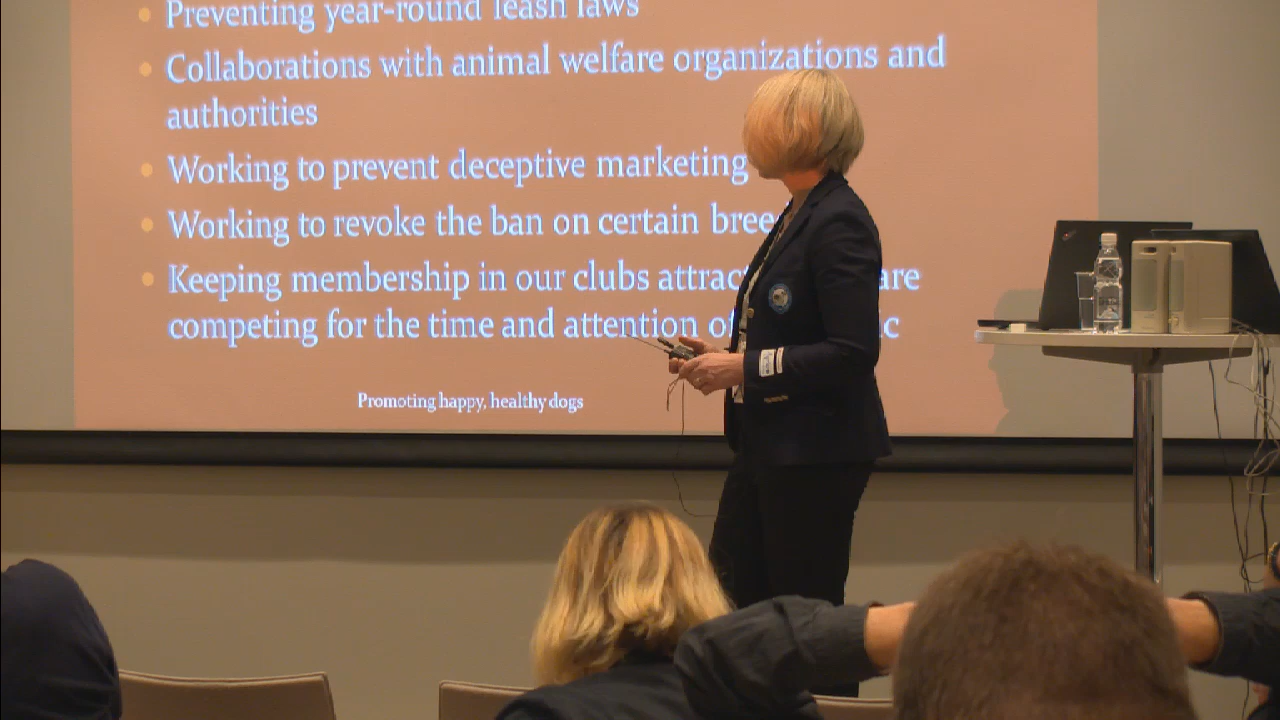 Preventing year-round leash laws
Collaborations with animal welfare organizations and
authorities
Working to prevent deceptive marketing
Working to revoke the ban on certain
Keeping membership in our clubs
competing for the time and attention of
Promoting happy, healthy dogs